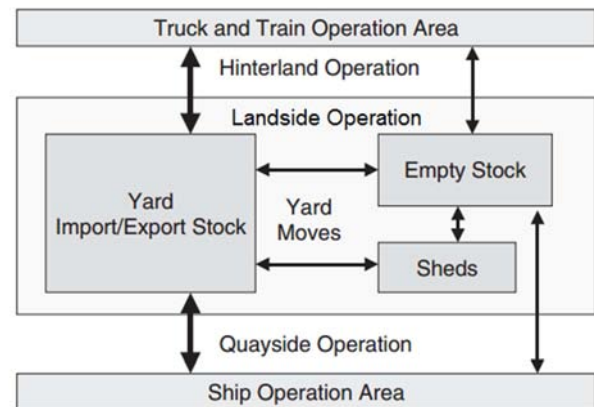 Truck and Train Operation Area
Hinterland Operation
Landside Operation
Yard
Import/Export Stock
Yard
Moves
Empty Stock
Sheds
Quayside Operation
Ship Operation Area